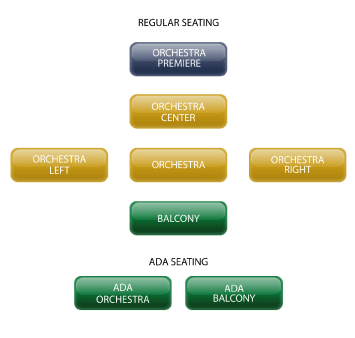 REGULAR SEATING
ORCHESTRA
PREMIERE
ORCHESTRA
CENTER
ORCHESTRA
LEFT
ORCHESTRA
ORCHESTRA
RIGHT
BALCONY
ADA SEATING
ADA
ORCHESTRA
ADA
BALCONY